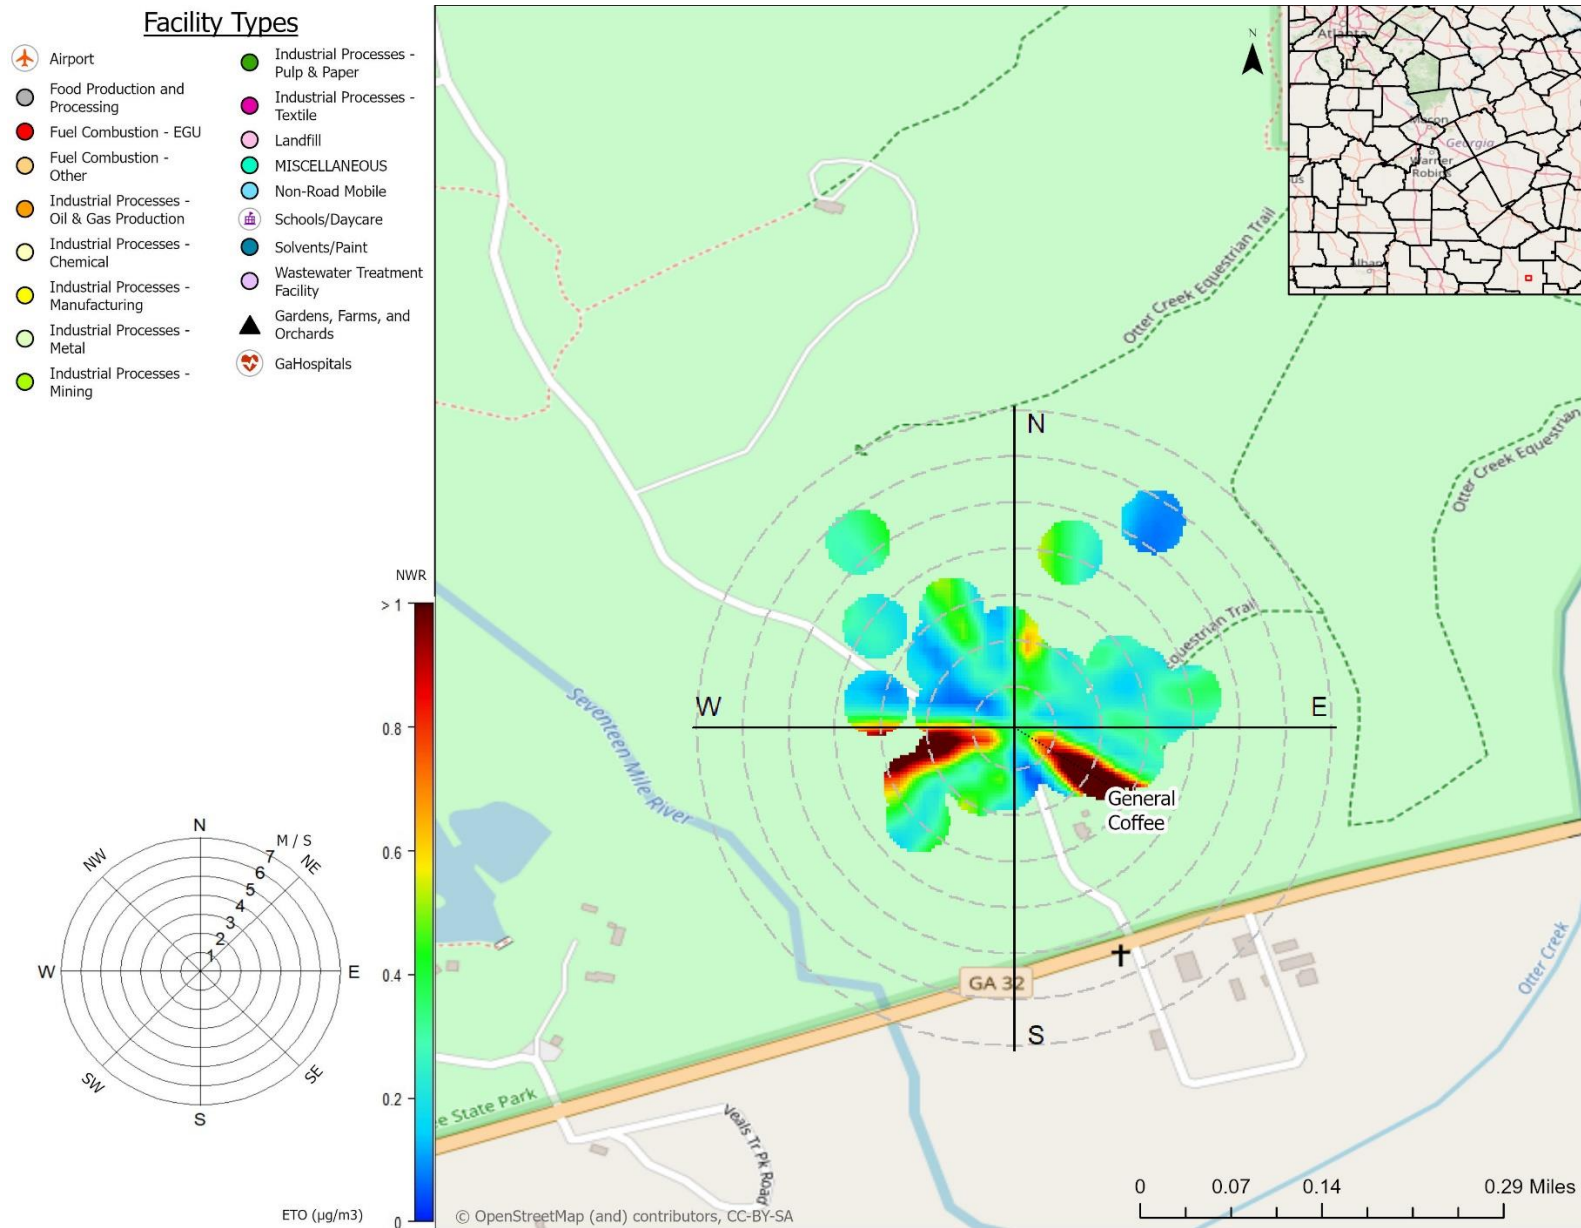 Facility Types
Airport
Food Production and
Processing
Fuel Combustion - EGU
Fuel Combustion -
Other
Industrial Processes -
Oil & Gas Production
Industrial Processes -
Chemical
Industrial Processes -
Manufacturing
Industrial Processes -
Metal
Industrial Processes -
Mining
Industrial Processes -
Pulp & Paper
Industrial Processes -
Textile
Landfill
MISCELLANEOUS
Non-Road Mobile
Schools/Daycare
Solvents/Paint
Wastewater Treatment
Facility
Gardens, Farms, and
Orchards
GaHospitals
N
Atlanta
Macon
Georgia
Warner
Robins
us
Alban
Otter Creek Equestrian Trail
Otter Creek Equestrian
Equestrian Trail
N
W
E
S
General
Coffee
Seventeen Mile River
GA 32
Otter Creek
ee State Park
Veals Tr Pk Road
NWR
> 1
0.8
0.6
0.4
0.2
0
ETO (µg/m3)
N
M / S
NW
NE
7
6
5
4
3
2
1
W
E
SW
SE
S
0
0.07
0.14
0.29 Miles
© OpenStreetMap (and) contributors, CC-BY-SA